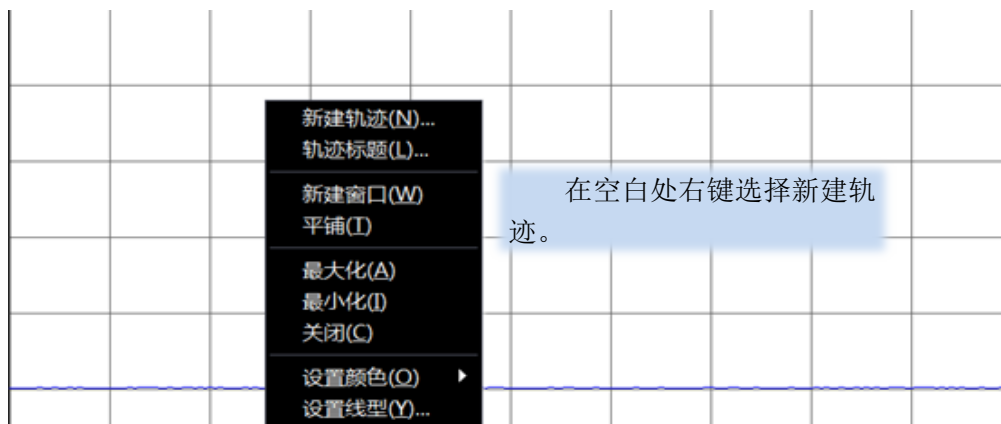 新建轨迹(N)...
轨迹标题(L)...
新建窗口(W)
平铺(T)
最大化(A)
最小化(I)
关闭(C)
设置颜色(O)
设置线型(Y)...
在空白处右键选择新建轨
迹。